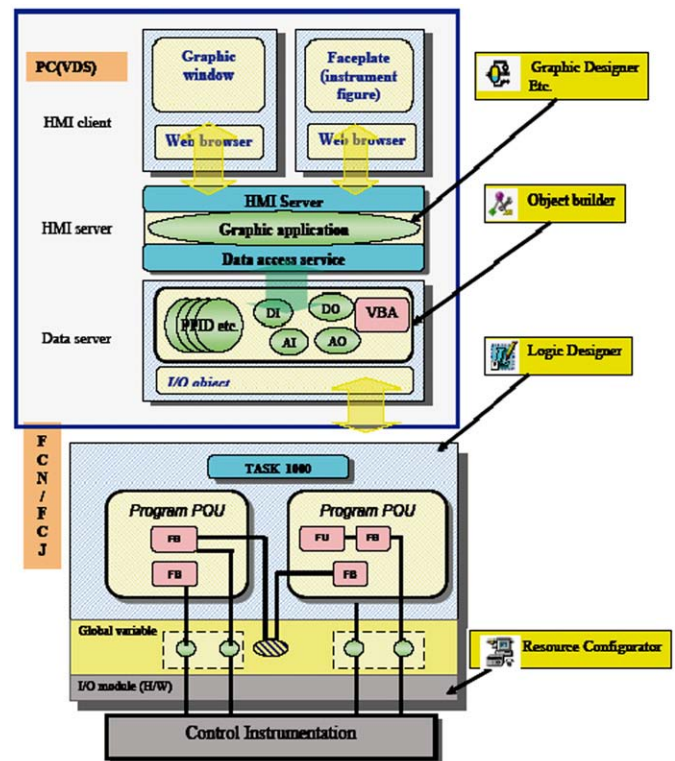 PC(VDS)
HMI client
Graphic
window
Web browser
Faceplate
(instrument
figure)
Web browser
Graphic Designer
Etc.
HMI server
HMI Server
Graphic application
Data access service
Object builder
Data server
PPID etc.
DI
DO
AI
AO
VBA
I/O object
Logic Designer
F
C
N
/
F
C
J
TASK 1000
Program POU
FB
FB
Program POU
FU
FB
FB
Global variable
I/O module (H/W)
Resource Configurator
Control Instrumentation